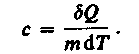 c = δQ / m dT .